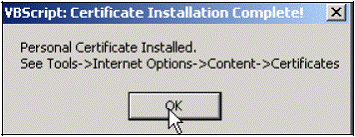 VBScript: Certificate Installation Complete!
Personal Certificate Installed.
See Tools->Internet Options->Content->Certificates
OK